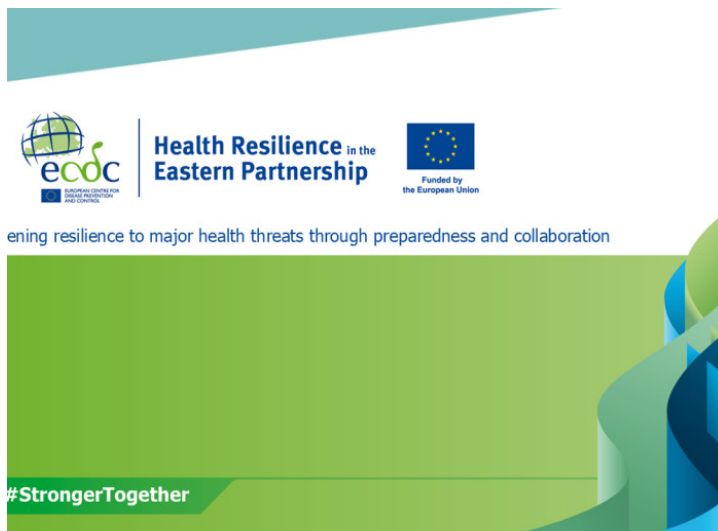 ecdc
EUROPEAN CENTRE FOR
DISEASE PREVENTION
AND CONTROL
Health Resilience in the
Eastern Partnership
Funded by
the European Union
ening resilience to major health threats through preparedness and collaboration
#StrongerTogether